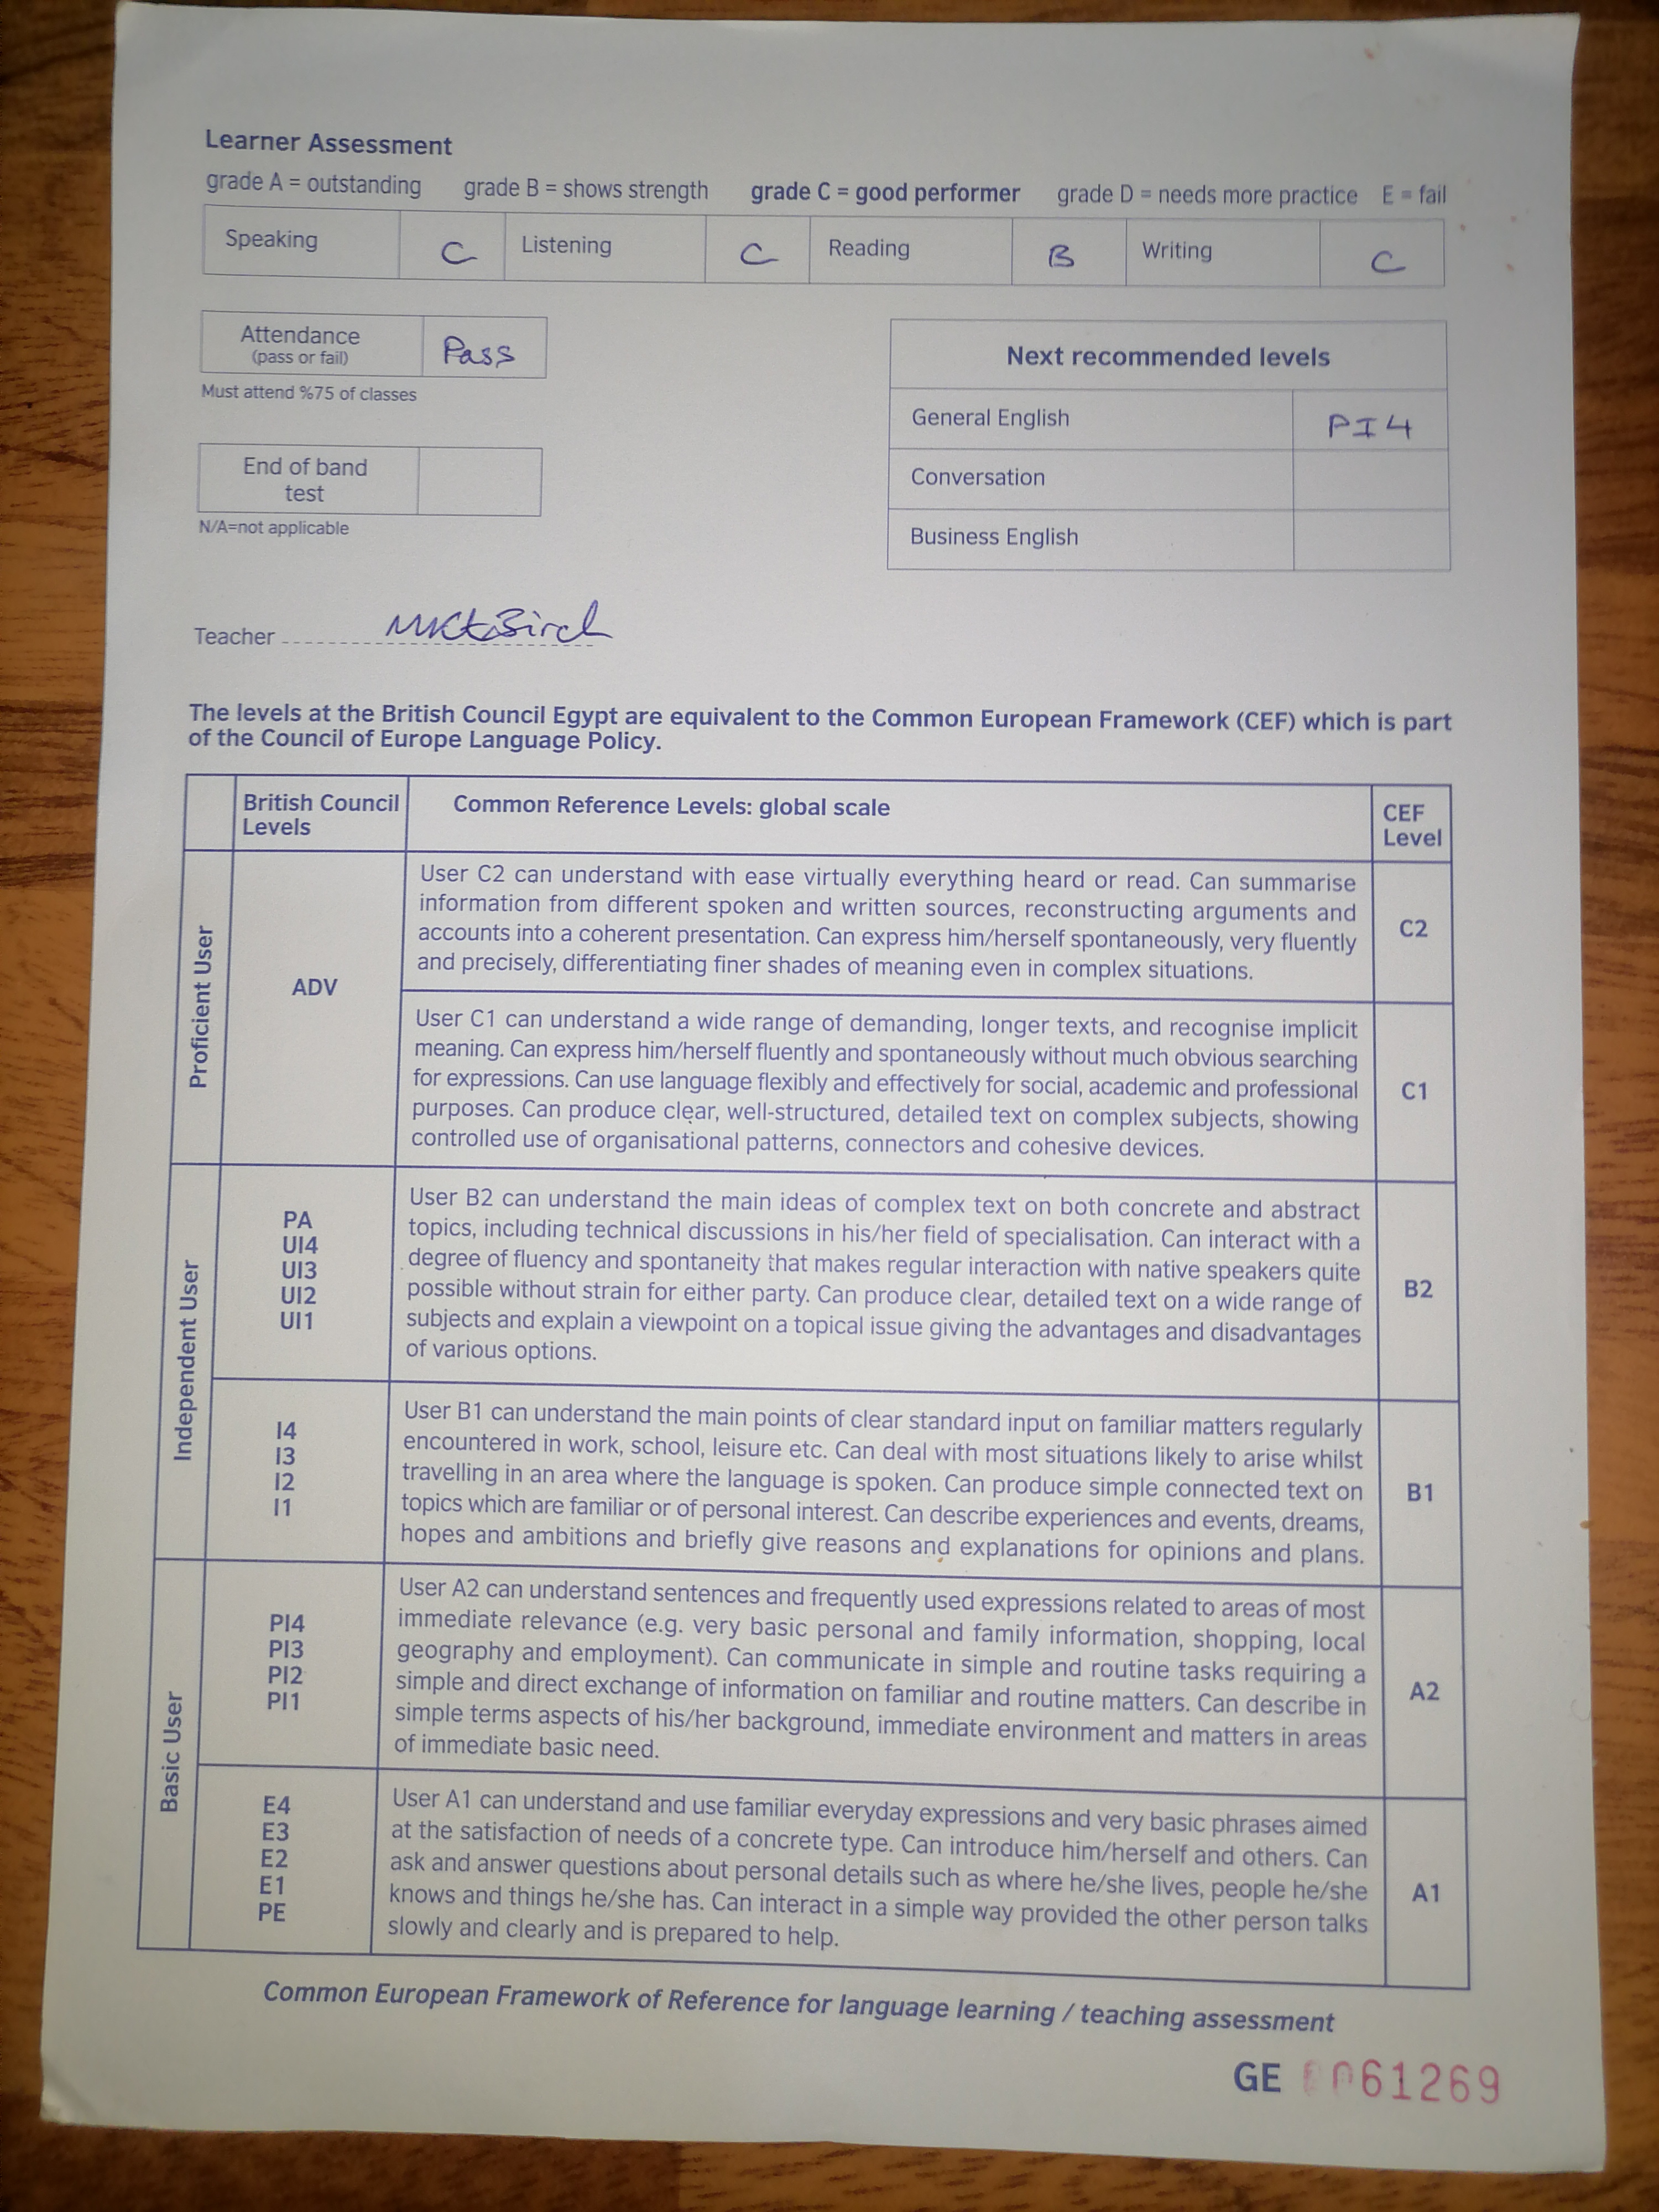 Learner Assessment
grade A = outstanding grade B = shows strength grade C = good performer grade D = needs more practice E = fail
Speaking C Listening C Reading B Writing C
Attendance
(pass or fail)
Pass
Must attend %75 of classes
End of band
test
N/A=not applicable
Next recommended levels
General English PI4
Conversation
Business English
Teacher
The levels at the British Council Egypt are equivalent to the Common European Framework (CEF) which is part
of the Council of Europe Language Policy.
British Council
Levels
Common Reference Levels: global scale
CEF
Level
Proficient User
ADV
User C2 can understand with ease virtually everything heard or read. Can summarise
information from different spoken and written sources, reconstructing arguments and
accounts into a coherent presentation. Can express him/herself spontaneously, very fluently
and precisely, differentiating finer shades of meaning even in complex situations.
C2
User C1 can understand a wide range of demanding, longer texts, and recognise implicit
meaning. Can express him/herself fluently and spontaneously without much obvious searching
for expressions. Can use language flexibly and effectively for social, academic and professional
purposes. Can produce clear, well-structured, detailed text on complex subjects, showing
controlled use of organisational patterns, connectors and cohesive devices.
C1
Independent User
PA
UI4
UI3
UI2
UI1
User B2 can understand the main ideas of complex text on both concrete and abstract
topics, including technical discussions in his/her field of specialisation. Can interact with a
degree of fluency and spontaneity that makes regular interaction with native speakers quite
possible without strain for either party. Can produce clear, detailed text on a wide range of
subjects and explain a viewpoint on a topical issue giving the advantages and disadvantages
of various options.
B2
I4
I3
I2
I1
User B1 can understand the main points of clear standard input on familiar matters regularly
encountered in work, school, leisure etc. Can deal with most situations likely to arise whilst
travelling in an area where the language is spoken. Can produce simple connected text on
topics which are familiar or of personal interest. Can describe experiences and events, dreams,
hopes and ambitions and briefly give reasons and explanations for opinions and plans.
B1
Basic User
PI4
PI3
PI2
PI1
User A2 can understand sentences and frequently used expressions related to areas of most
immediate relevance (e.g. very basic personal and family information, shopping, local
geography and employment). Can communicate in simple and routine tasks requiring a
simple and direct exchange of information on familiar and routine matters. Can describe in
simple terms aspects of his/her background, immediate environment and matters in areas
of immediate basic need.
A2
E4
E3
E2
E1
PE
User A1 can understand and use familiar everyday expressions and very basic phrases aimed
at the satisfaction of needs of a concrete type. Can introduce him/herself and others. Can
ask and answer questions about personal details such as where he/she lives, people he/she
knows and things he/she has. Can interact in a simple way provided the other person talks
slowly and clearly and is prepared to help.
A1
Common European Framework of Reference for language learning / teaching assessment
GE